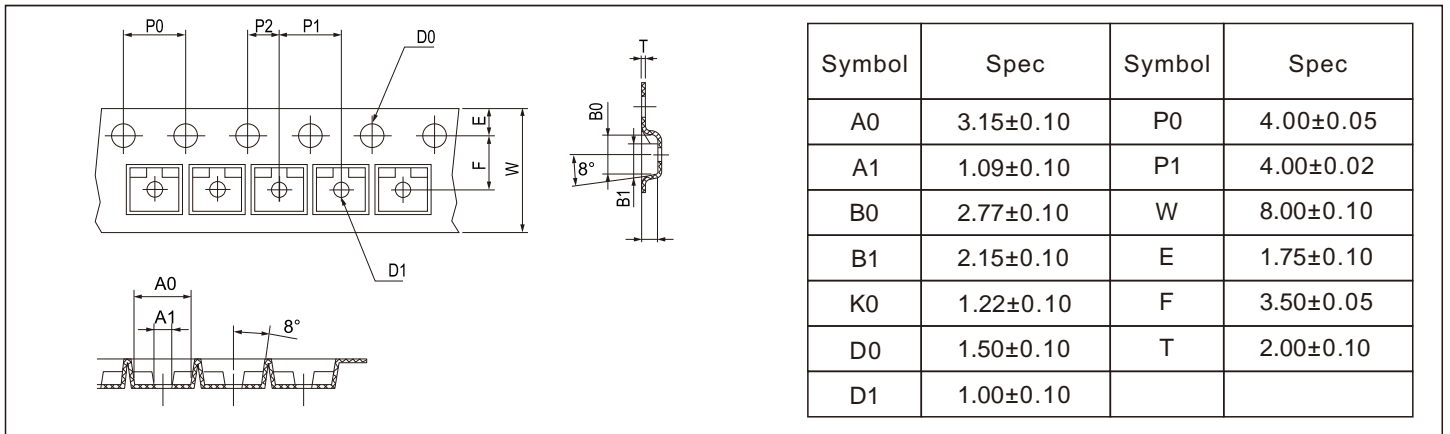 P0 P2 P1 D0
E
F
W
D1
T
B0
8°
B1
A0
A1
8°
Symbol Spec Symbol Spec
A0 3.15±0.10 P0 4.00±0.05
A1 1.09±0.10 P1 4.00±0.02
B0 2.77±0.10 W 8.00±0.10
B1 2.15±0.10 E 1.75±0.10
K0 1.22±0.10 F 3.50±0.05
D0 1.50±0.10 T 2.00±0.10
D1 1.00±0.10